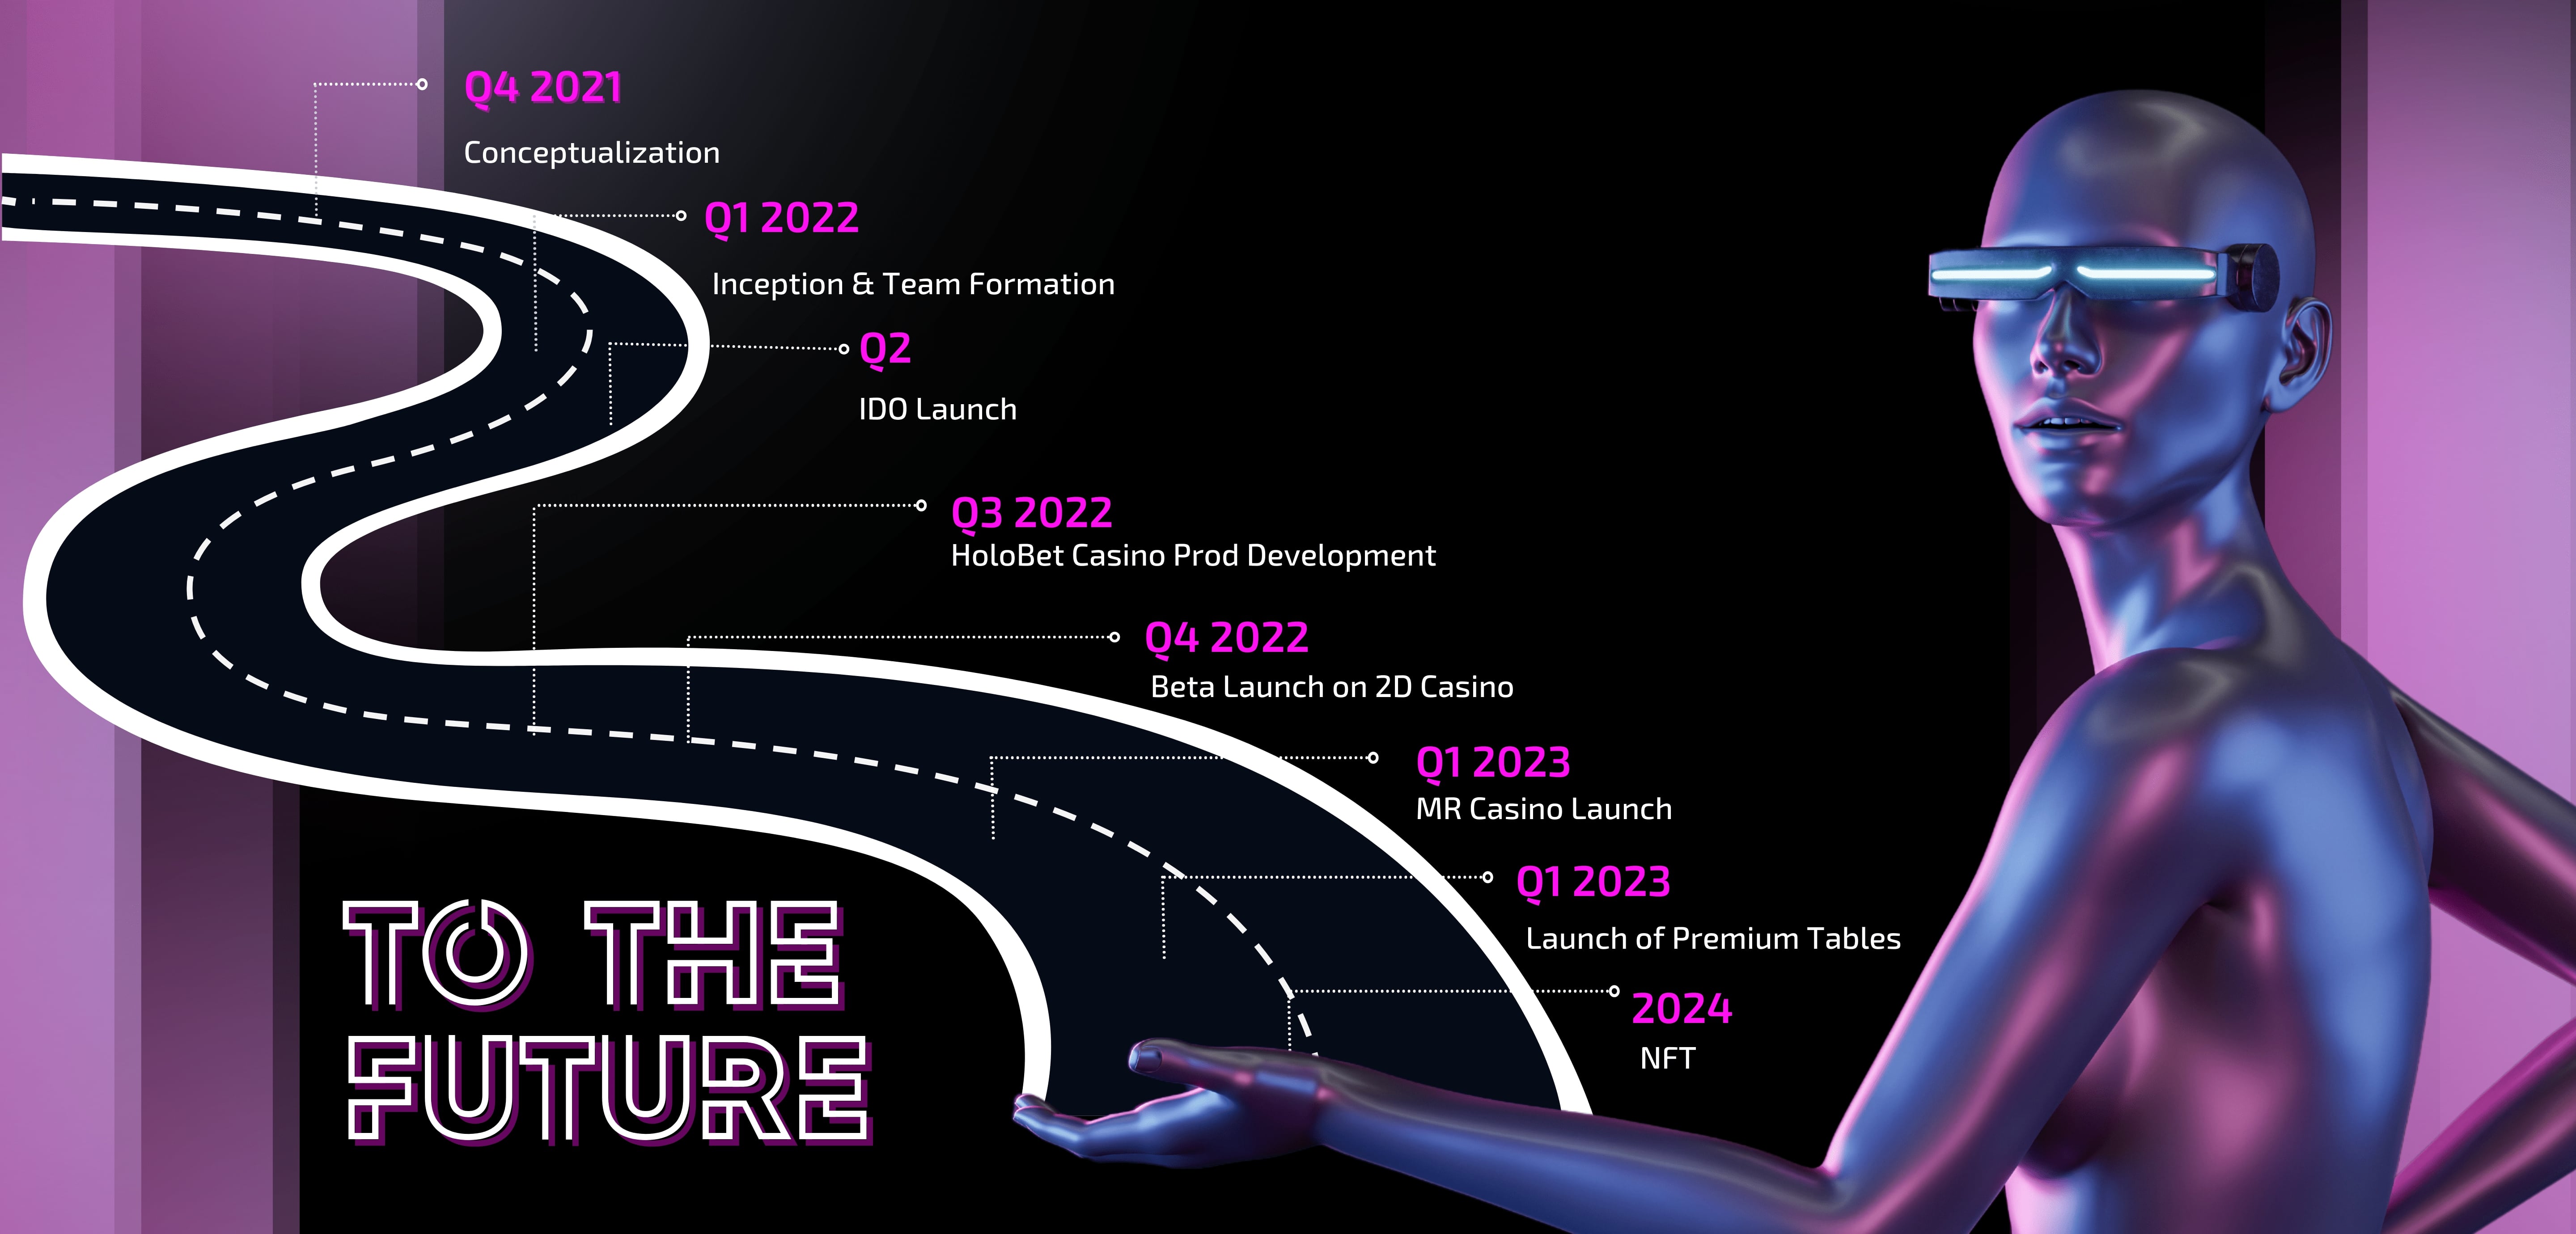 Q4 2021
Conceptualization
Q1 2022
Inception & Team Formation
Q2
IDO Launch
Q3 2022
HoloBet Casino Prod Development
Q4 2022
Beta Launch on 2D Casino
Q1 2023
MR Casino Launch
Q1 2023
Launch of Premium Tables
2024
NFT
TO THE
FUTURE